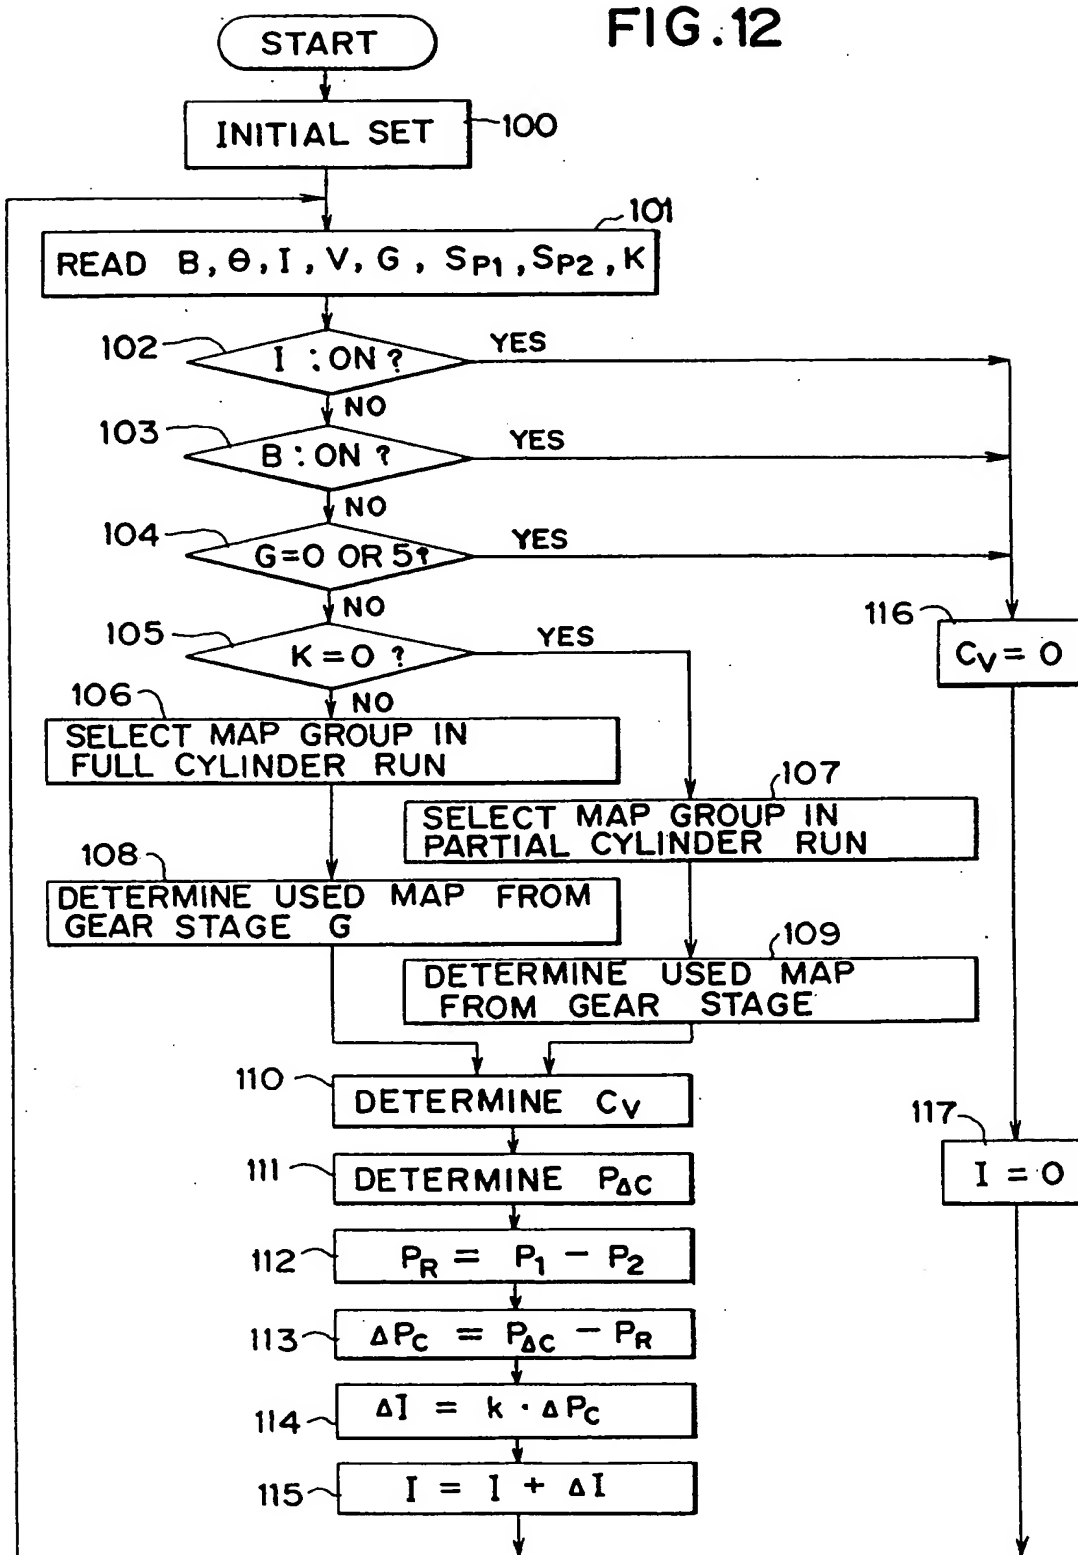 FIG.12
START
INITIAL SET
100
101
READ B, Θ, I, V, G, SP1, SP2, K
102
I : ON ?
YES
NO
103
B : ON ?
YES
NO
104
G=0 OR 5?
YES
NO
105
K = 0 ?
YES
NO
116
CV = 0
106
SELECT MAP GROUP IN
FULL CYLINDER RUN
107
SELECT MAP GROUP IN
PARTIAL CYLINDER RUN
108
DETERMINE USED MAP FROM
GEAR STAGE G
109
DETERMINE USED MAP
FROM GEAR STAGE
110
DETERMINE CV
117
I = 0
111
DETERMINE PΔC
112
PR = P1 − P2
113
ΔPC = PΔC − PR
114
ΔI = k · ΔPC
115
I = I + ΔI